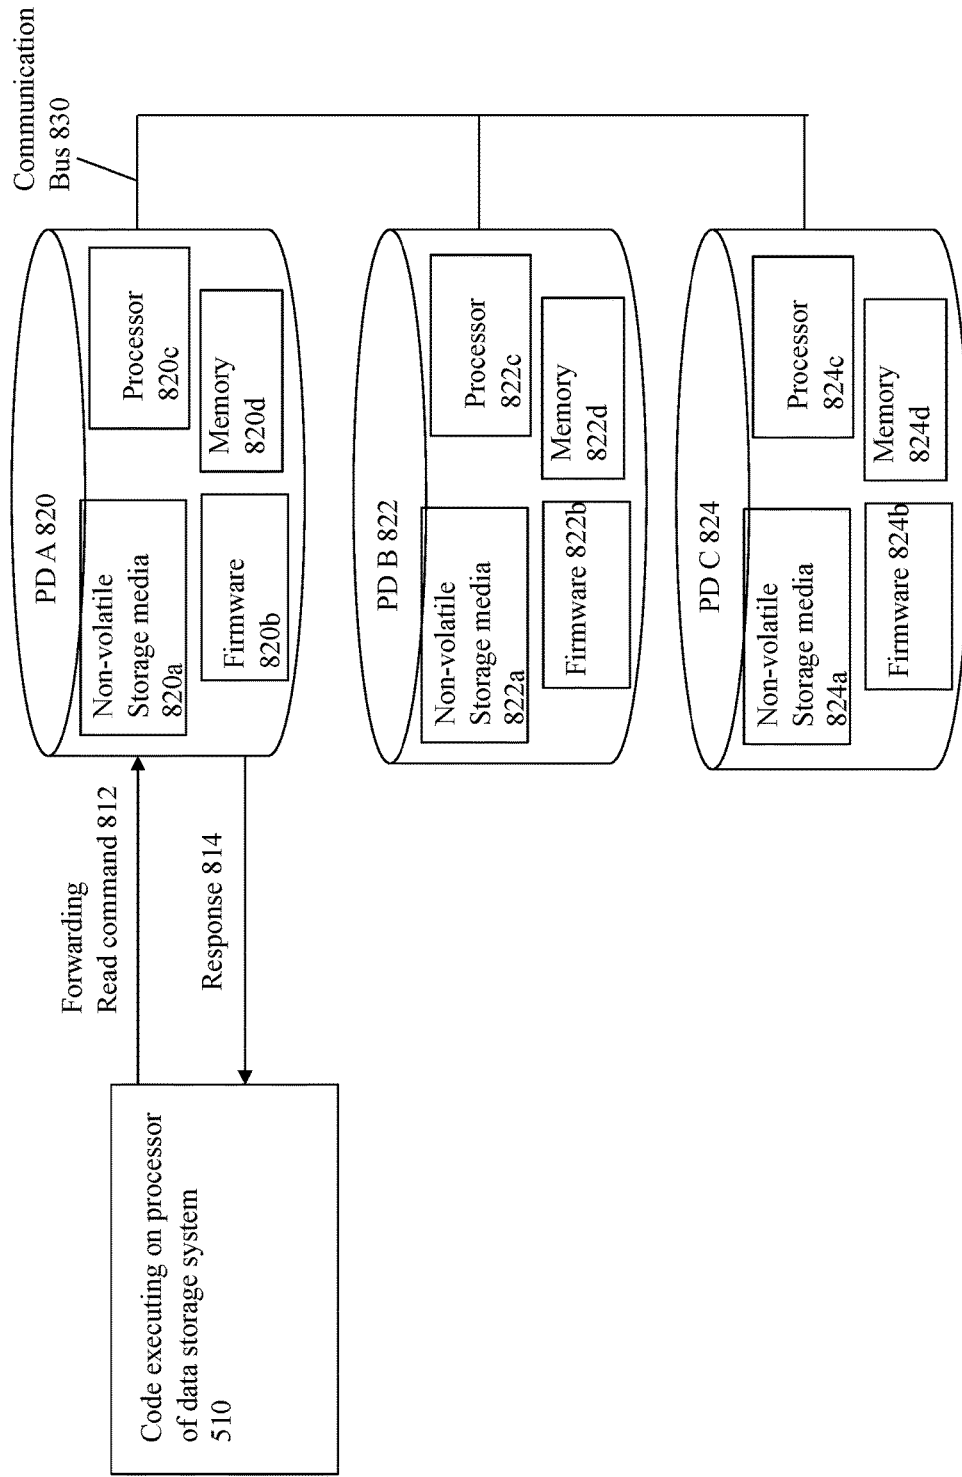 Communication
Bus 830
PD A 820
Non-volatile
Storage media
820a
Processor
820c
Firmware
820b
Memory
820d
Forwarding
Read command 812
Response 814
Code executing on processor
of data storage system
510
PD B 822
Non-volatile
Storage media
822a
Processor
822c
Firmware 822b
Memory
822d
PD C 824
Non-volatile
Storage media
824a
Processor
824c
Firmware 824b
Memory
824d